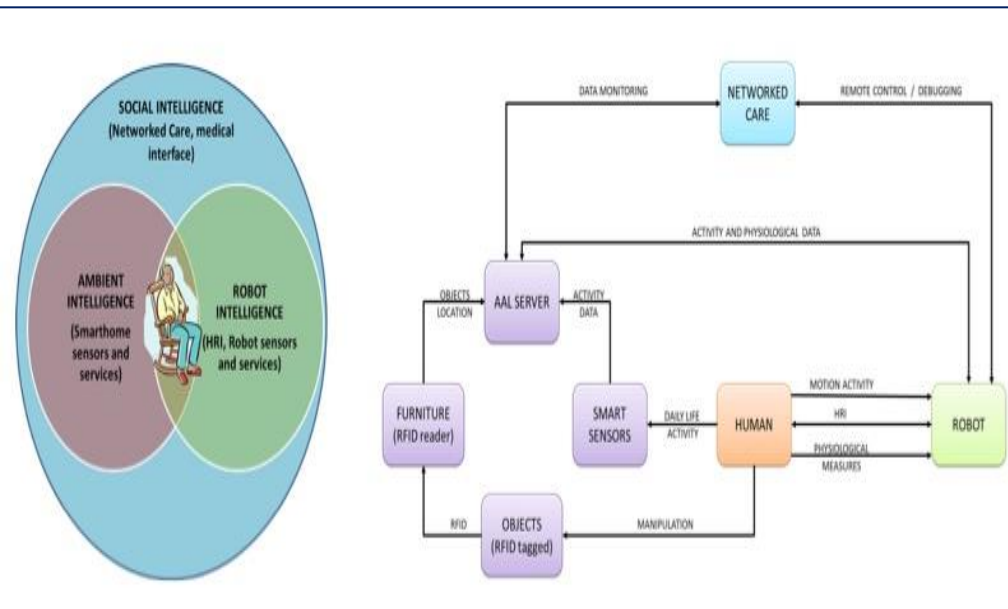 SOCIAL INTELLIGENCE
(Networked Care, medical
interface)
AMBIENT
INTELLIGENCE
(Smarthome
sensors and
services)
ROBOT
INTELLIGENCE
(HRI, Robot sensors
and services)
DATA MONITORING
NETWORKED
CARE
REMOTE CONTROL / DEBUGGING
ACTIVITY AND PHYSIOLOGICAL DATA
OBJECTS
LOCATION
AAL SERVER
ACTIVITY
DATA
FURNITURE
(RFID reader)
SMART
SENSORS
DAILY LIFE
ACTIVITY
HUMAN
MOTION ACTIVITY
HRI
PHYSIOLOGICAL
MEASURES
ROBOT
RFID
OBJECTS
(RFID tagged)
MANIPULATION